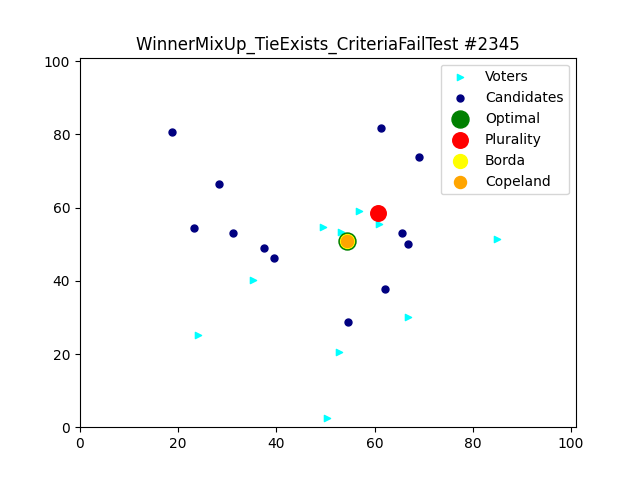 WinnerMixUp_TieExists_CriteriaFailTest #2345
100
80
60
40
20
0
0 20 40 60 80 100
Voters
Candidates
Optimal
Plurality
Borda
Copeland